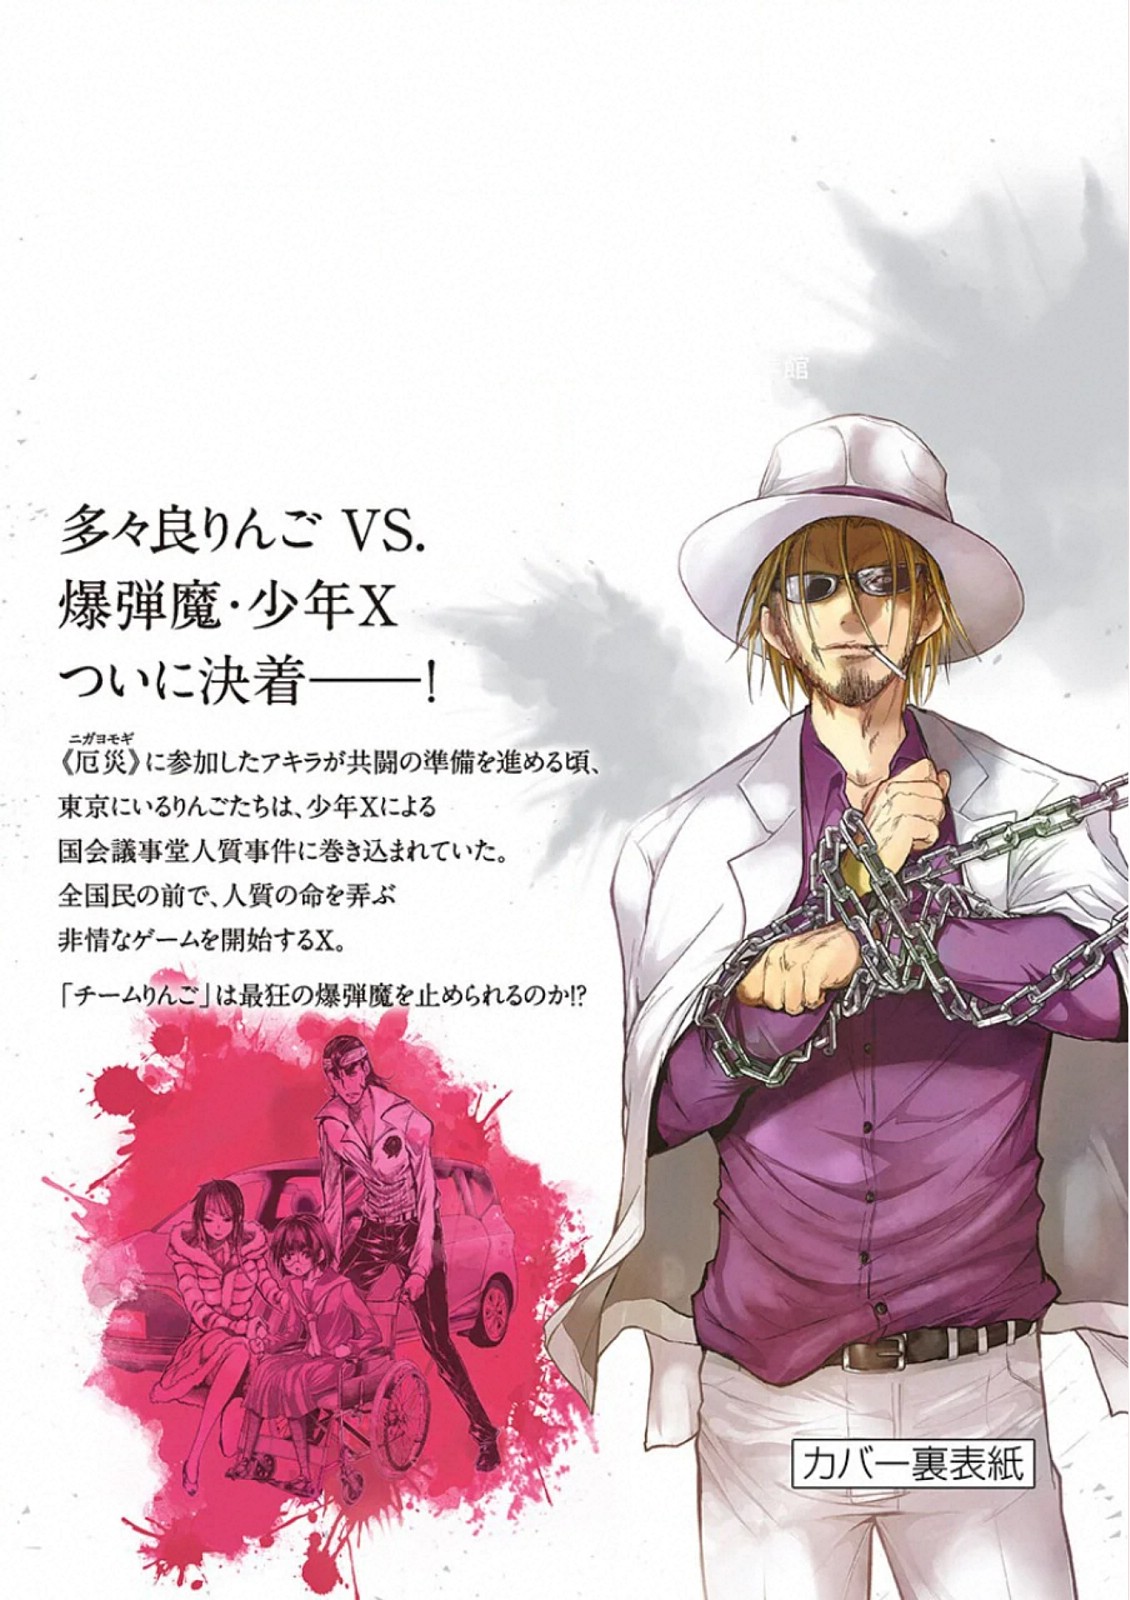 館
多々良りんご VS.
爆弾魔・少年X
ついに決着――!
ニガヨモギ
《厄災》に参加したアキラが共闘の準備を進める頃、
東京にいるりんごたちは、少年Xによる
国会議事堂人質事件に巻き込まれていた。
全国民の前で、人質の命を弄ぶ
非情なゲームを開始するX。
「チームりんご」は最狂の爆弾魔を止められるのか!?
カバー裏表紙